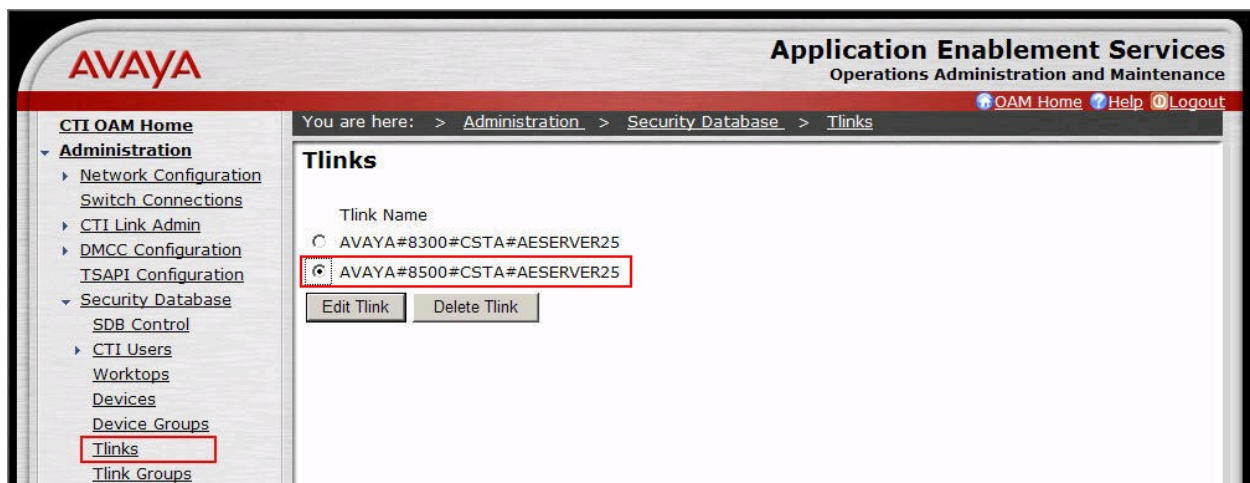 AVAYA
Application Enablement Services
Operations Administration and Maintenance
OAM Home Help Logout
CTI OAM Home
Administration
Network Configuration
Switch Connections
CTI Link Admin
DMCC Configuration
TSAPI Configuration
Security Database
SDB Control
CTI Users
Worktops
Devices
Device Groups
Tlinks
Tlink Groups
You are here: > Administration > Security Database > Tlinks
Tlinks
Tlink Name
AVAYA#8300#CSTA#AESERVER25
AVAYA#8500#CSTA#AESERVER25
Edit Tlink Delete Tlink